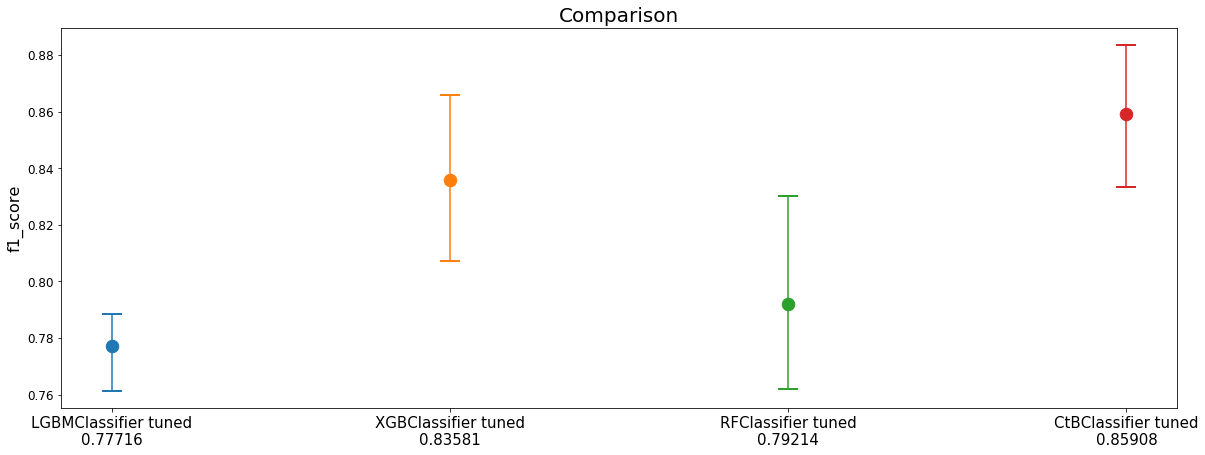 Comparison
f1_score
0.88
0.86
0.84
0.82
0.80
0.78
0.76
LGBMClassifier tuned
0.77716
XGBClassifier tuned
0.83581
RFClassifier tuned
0.79214
CtBClassifier tuned
0.85908